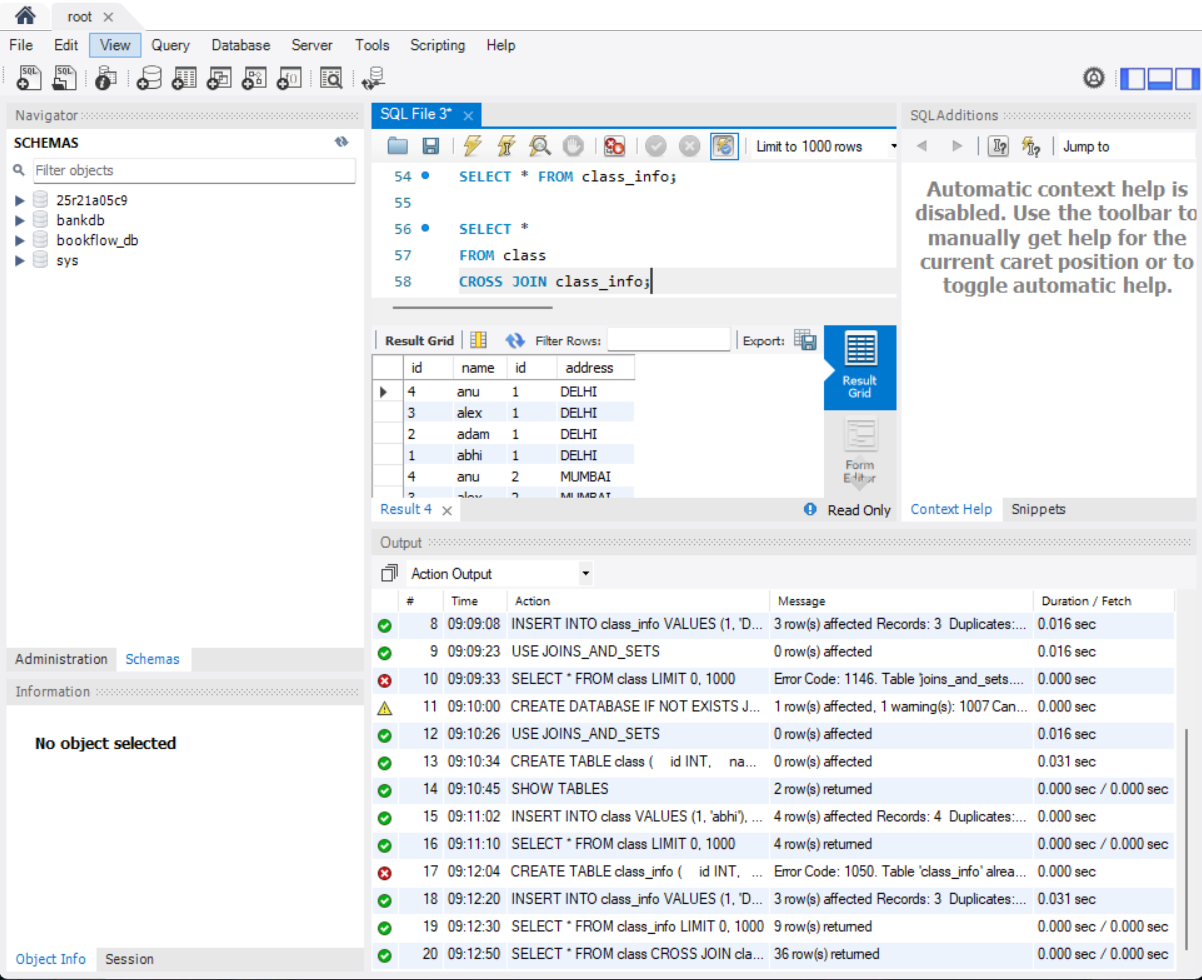 root
File Edit View Query Database Server Tools Scripting Help
Navigator
SCHEMAS
Filter objects
25r21a05c9
bankdb
bookflow_db
sys
Administration Schemas
Information
No object selected
Object Info Session
SQL File 3*
Limit to 1000 rows
54 SELECT * FROM class_info;
55
56 SELECT *
57 FROM class
58 CROSS JOIN class_info;
Result Grid Filter Rows: Export:
id name id address
4 anu 1 DELHI
3 alex 1 DELHI
2 adam 1 DELHI
1 abhi 1 DELHI
4 anu 2 MUMBAI
3 alex 2 MUMBAI
Result Grid
Form Editor
Result 4 Read Only
SQLAdditions
Jump to
Automatic context help is
disabled. Use the toolbar to
manually get help for the
current caret position or to
toggle automatic help.
Context Help Snippets
Output
Action Output
# Time Action Message Duration / Fetch
8 09:09:08 INSERT INTO class_info VALUES (1, 'D... 3 row(s) affected Records: 3 Duplicates:... 0.016 sec
9 09:09:23 USE JOINS_AND_SETS 0 row(s) affected 0.016 sec
10 09:09:33 SELECT * FROM class LIMIT 0, 1000 Error Code: 1146. Table 'joins_and_sets.... 0.000 sec
11 09:10:00 CREATE DATABASE IF NOT EXISTS J... 1 row(s) affected, 1 warning(s): 1007 Can... 0.000 sec
12 09:10:26 USE JOINS_AND_SETS 0 row(s) affected 0.016 sec
13 09:10:34 CREATE TABLE class ( id INT, na... 0 row(s) affected 0.031 sec
14 09:10:45 SHOW TABLES 2 row(s) returned 0.000 sec / 0.000 sec
15 09:11:02 INSERT INTO class VALUES (1, 'abhi'), ... 4 row(s) affected Records: 4 Duplicates:... 0.000 sec
16 09:11:10 SELECT * FROM class LIMIT 0, 1000 4 row(s) returned 0.000 sec / 0.000 sec
17 09:12:04 CREATE TABLE class_info ( id INT, ... Error Code: 1050. Table 'class_info' alrea... 0.000 sec
18 09:12:20 INSERT INTO class_info VALUES (1, 'D... 3 row(s) affected Records: 3 Duplicates:... 0.031 sec
19 09:12:30 SELECT * FROM class_info LIMIT 0, 1000 9 row(s) returned 0.000 sec / 0.000 sec
20 09:12:50 SELECT * FROM class CROSS JOIN cla... 36 row(s) returned 0.000 sec / 0.000 sec